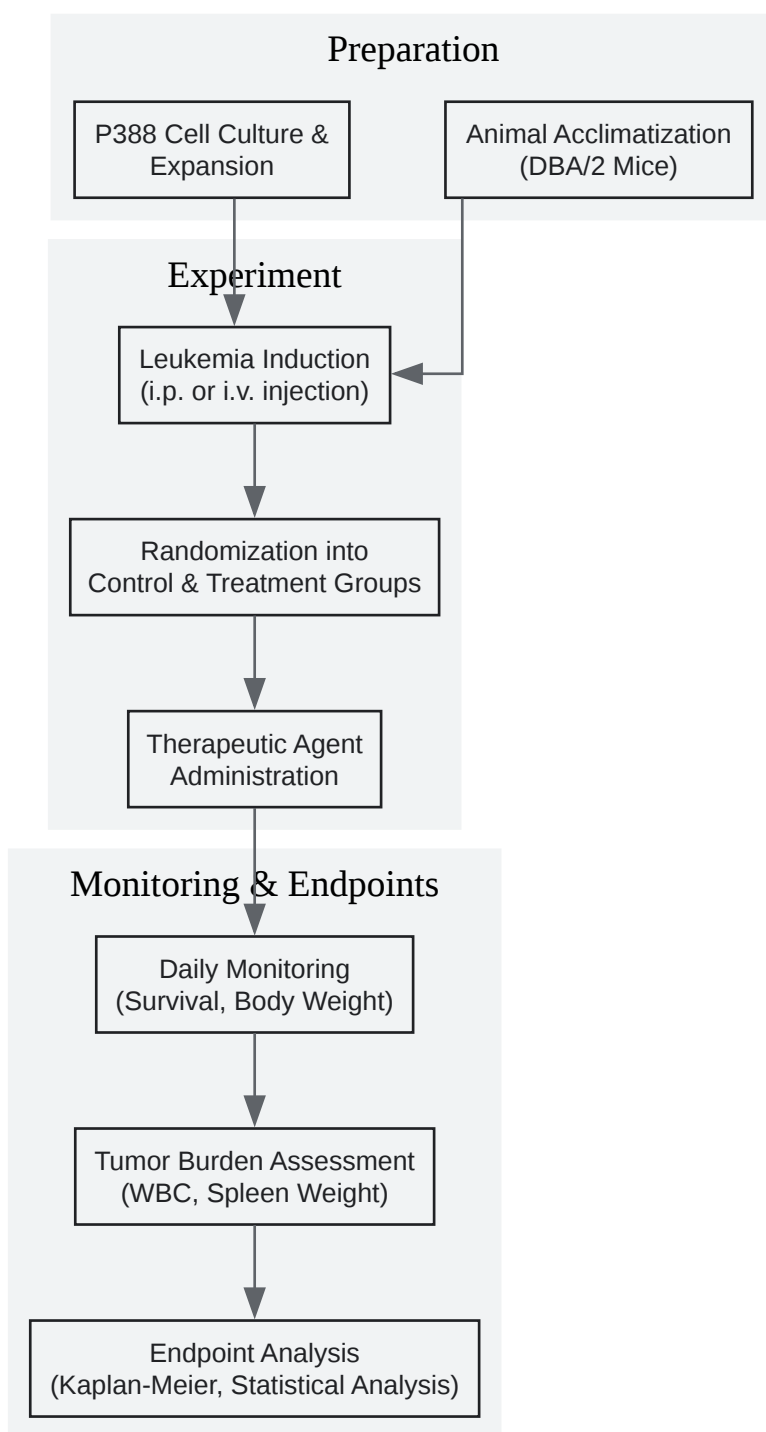 Preparation
P388 Cell Culture &
Expansion
Animal Acclimatization
(DBA/2 Mice)
Experiment
Leukemia Induction
(i.p. or i.v. injection)
Randomization into
Control & Treatment Groups
Therapeutic Agent
Administration
Monitoring & Endpoints
Daily Monitoring
(Survival, Body Weight)
Tumor Burden Assessment
(WBC, Spleen Weight)
Endpoint Analysis
(Kaplan-Meier, Statistical Analysis)